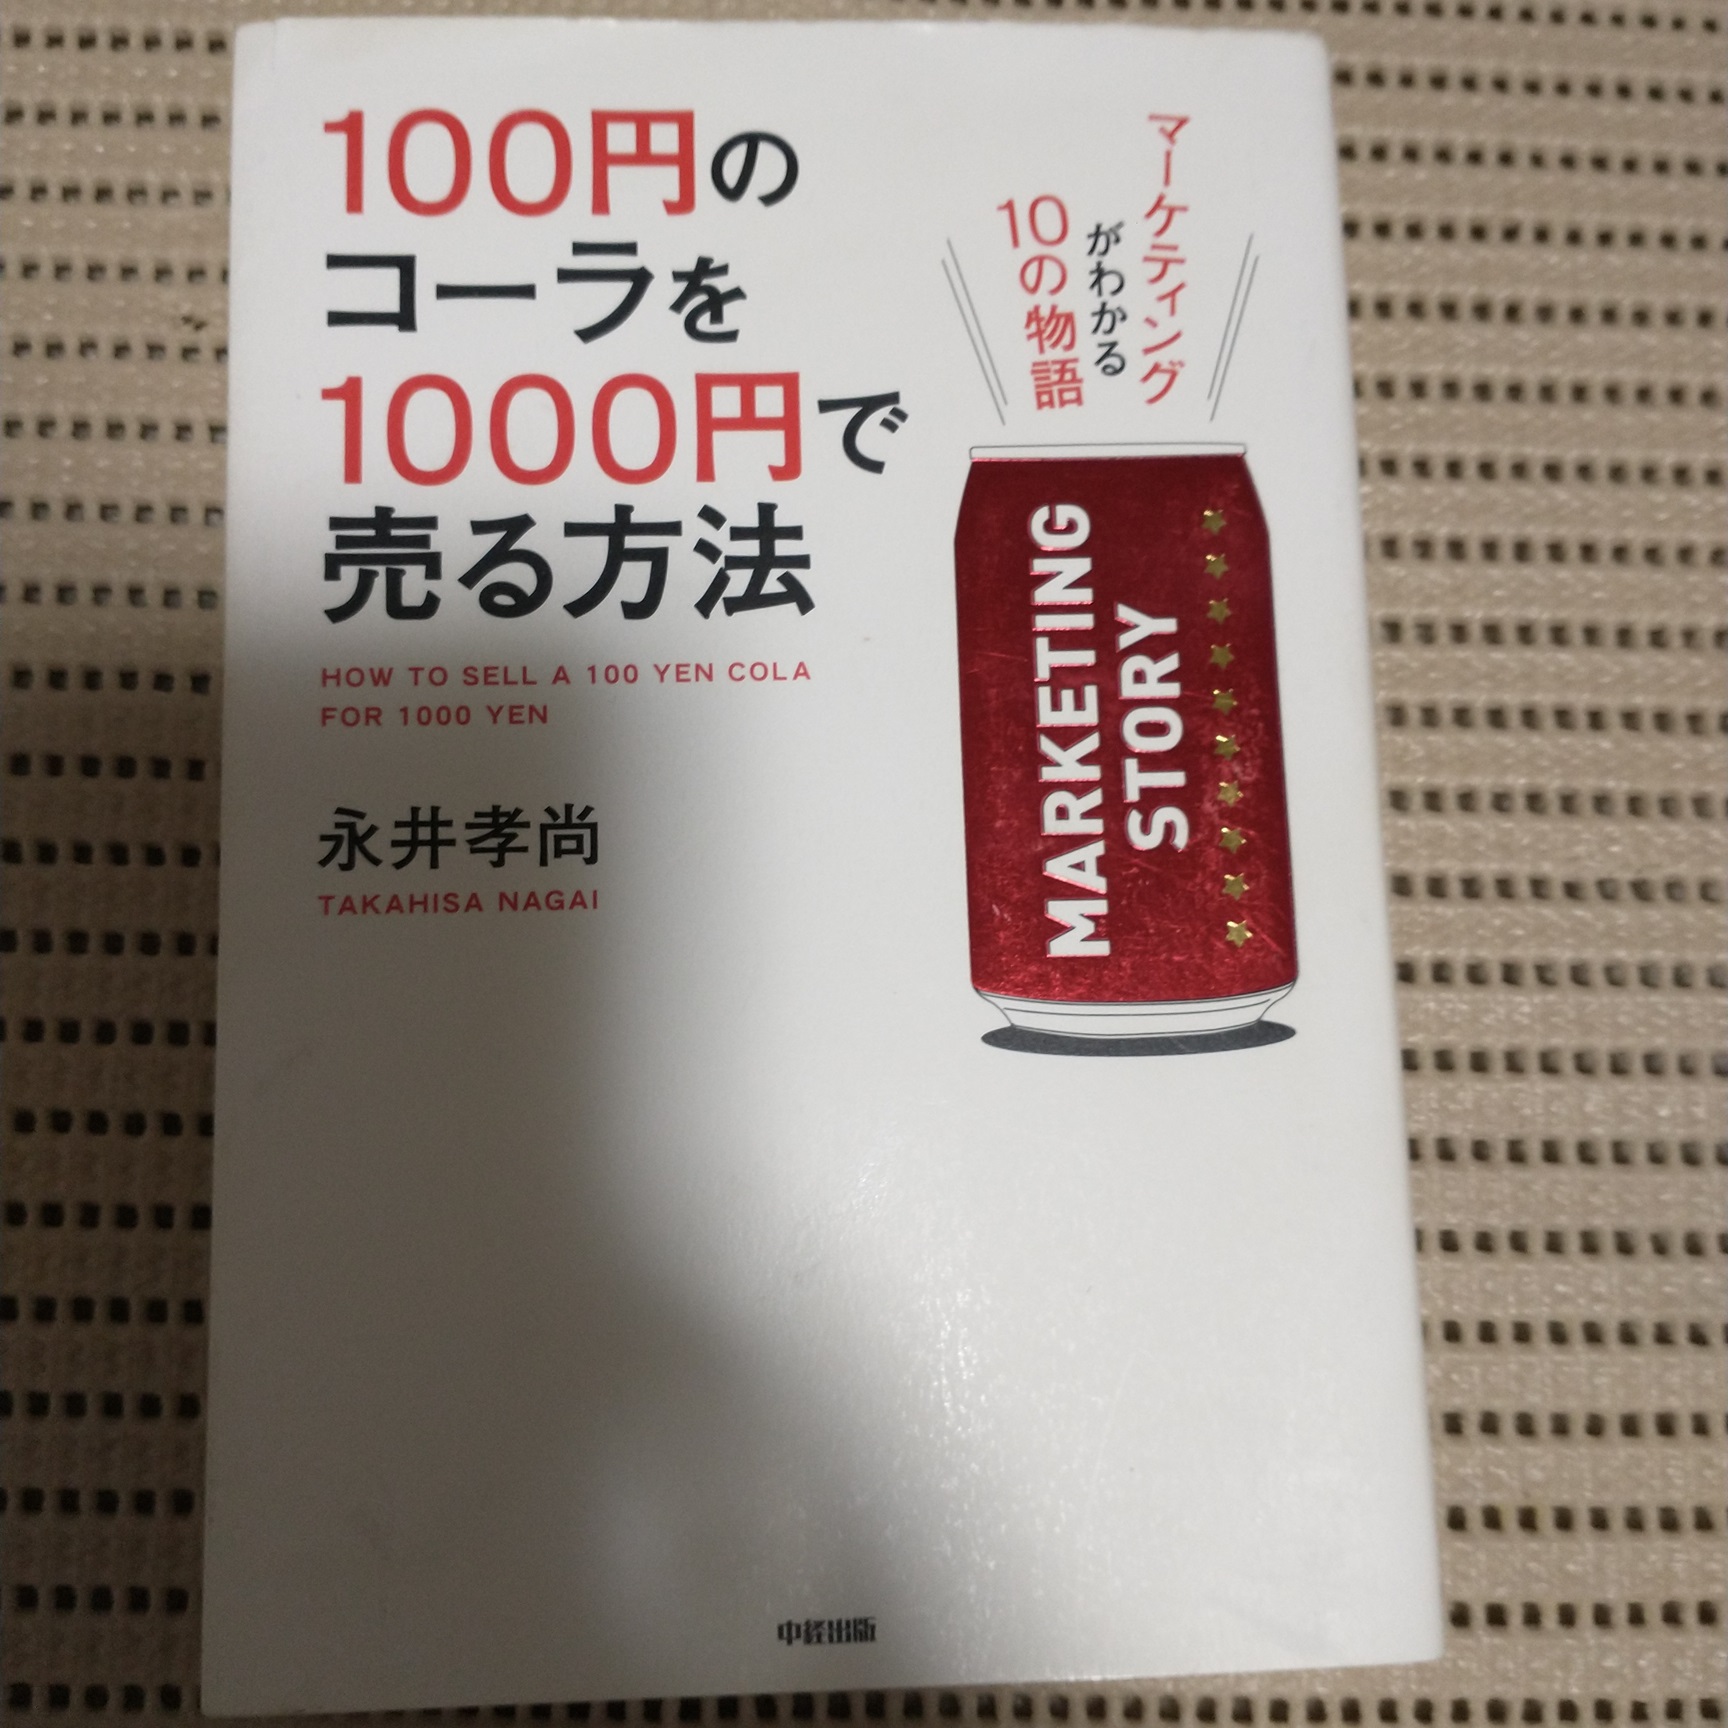 100円の
コーラを
1000円で
売る方法
HOW TO SELL A 100 YEN COLA
FOR 1000 YEN
永井孝尚
TAKAHISA NAGAI
マーケティング
がわかる
10の物語
MARKETING
STORY
中経出版